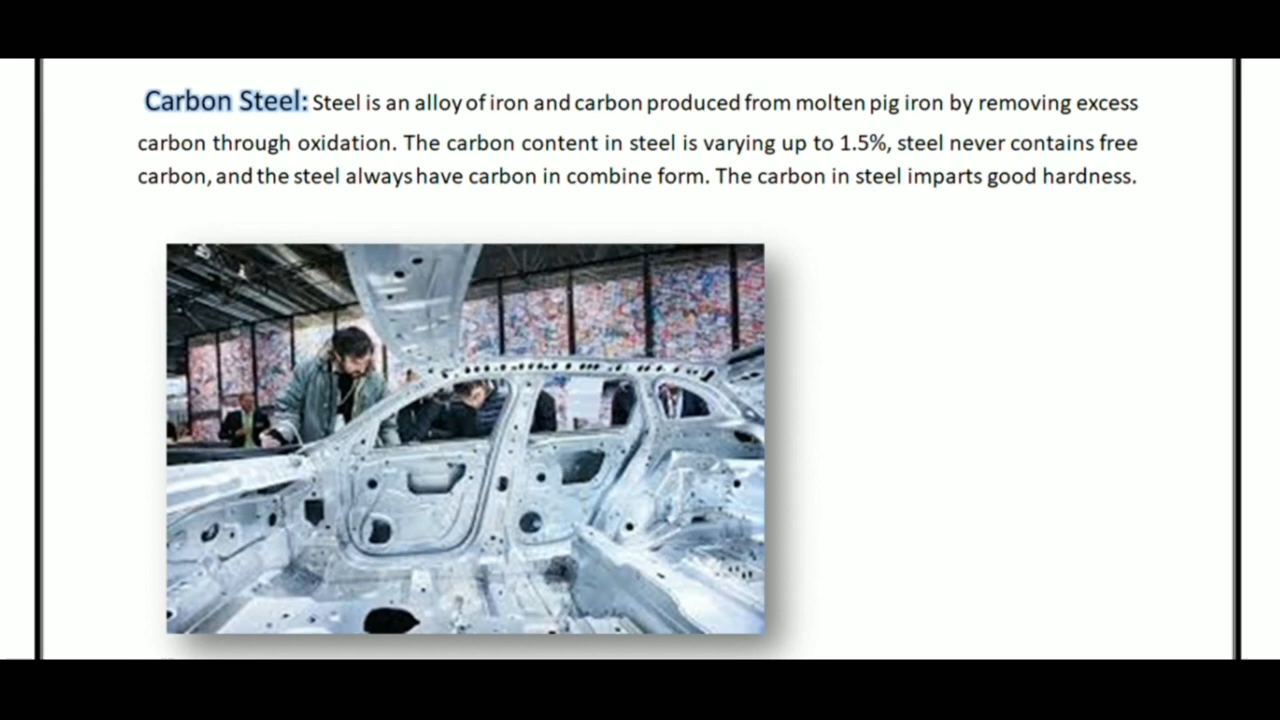 Carbon Steel: Steel is an alloy of iron and carbon produced from molten pig iron by removing excess
carbon through oxidation. The carbon content in steel is varying up to 1.5%, steel never contains free
carbon, and the steel always have carbon in combine form. The carbon in steel imparts good hardness.